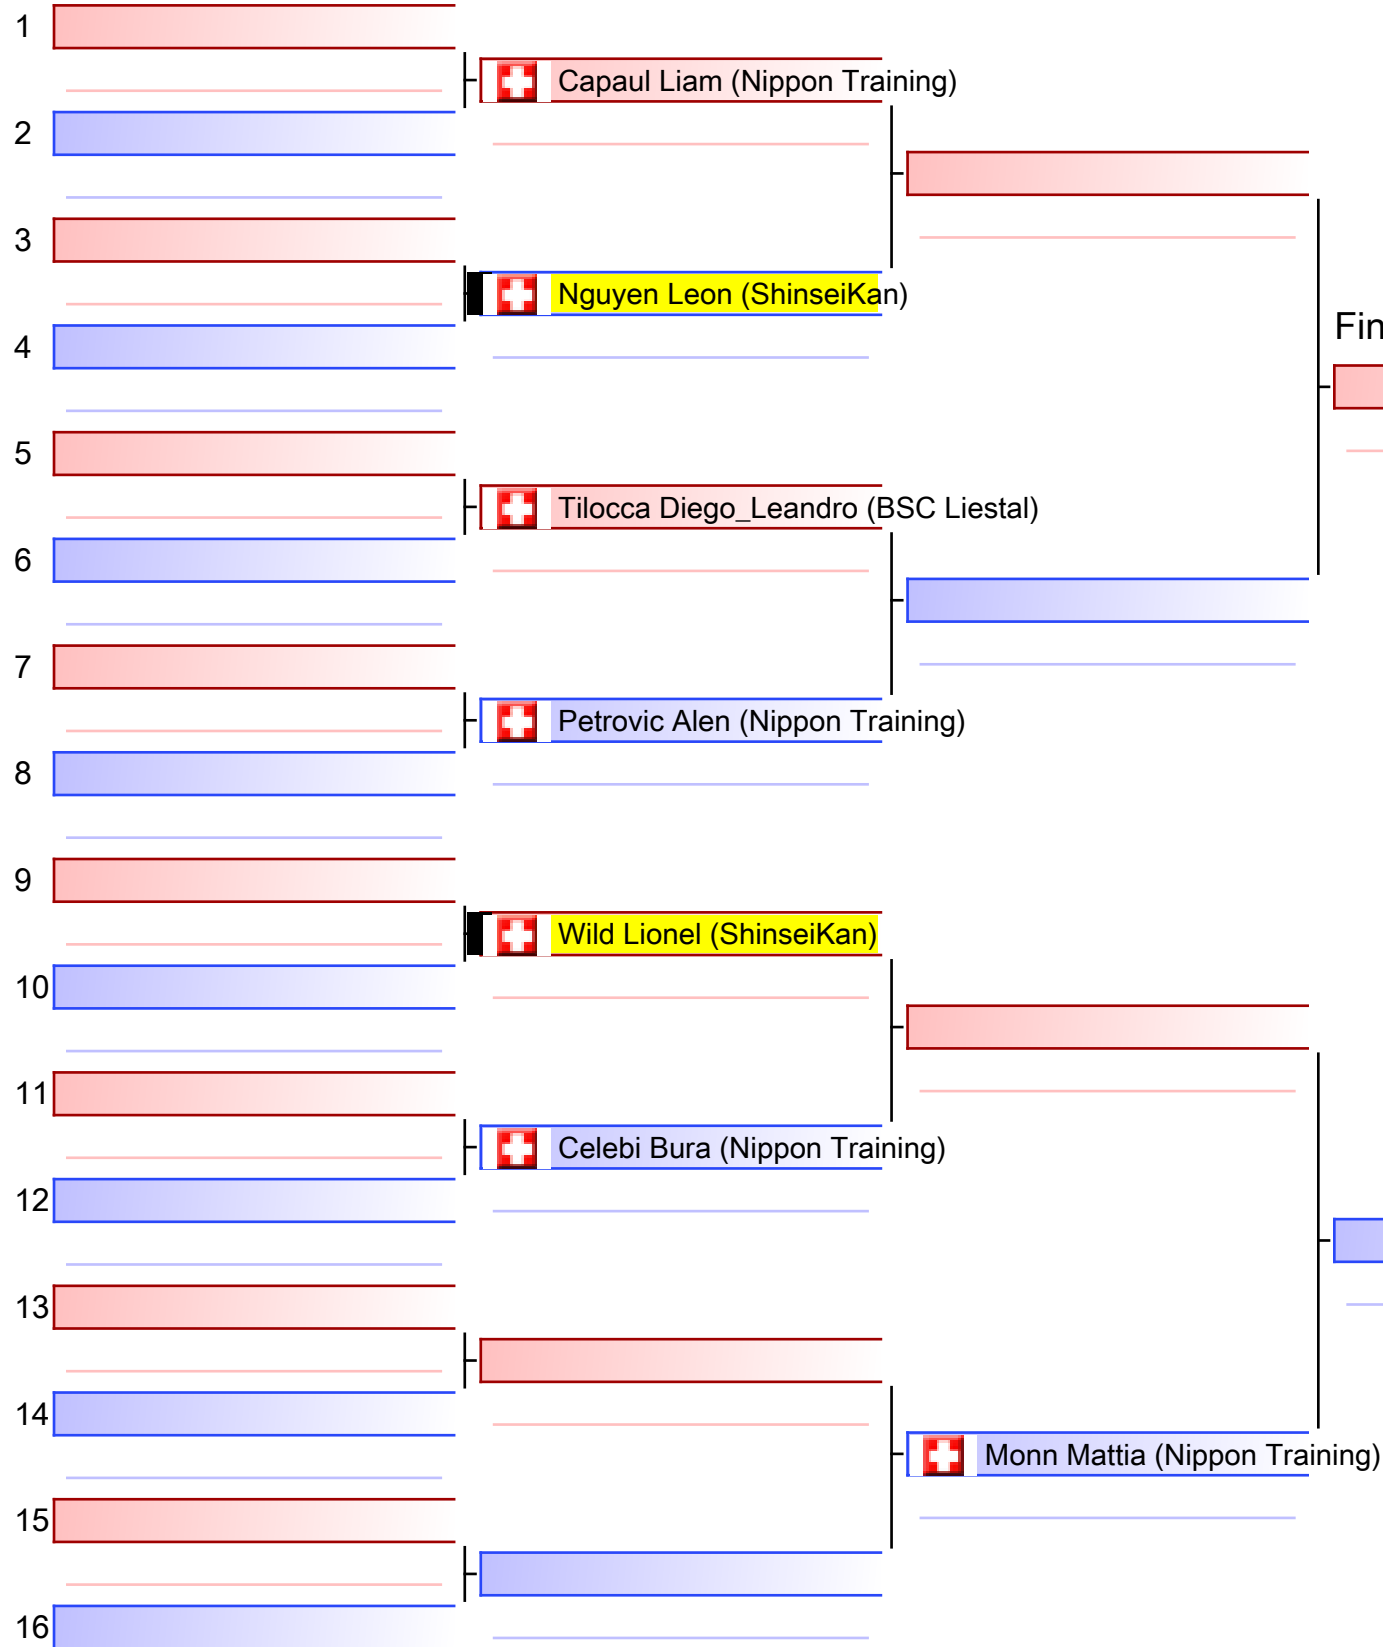 1
Capaul Liam (Nippon Training)
2
3
Nguyen Leon (ShinseiKan)
Fin
4
5
Tilocca Diego_Leandro (BSC Liestal)
6
7
Petrovic Alen (Nippon Training)
8
9
Wild Lionel (ShinseiKan)
10
11
Celebi Bura (Nippon Training)
12
13
14
Monn Mattia (Nippon Training)
15
16